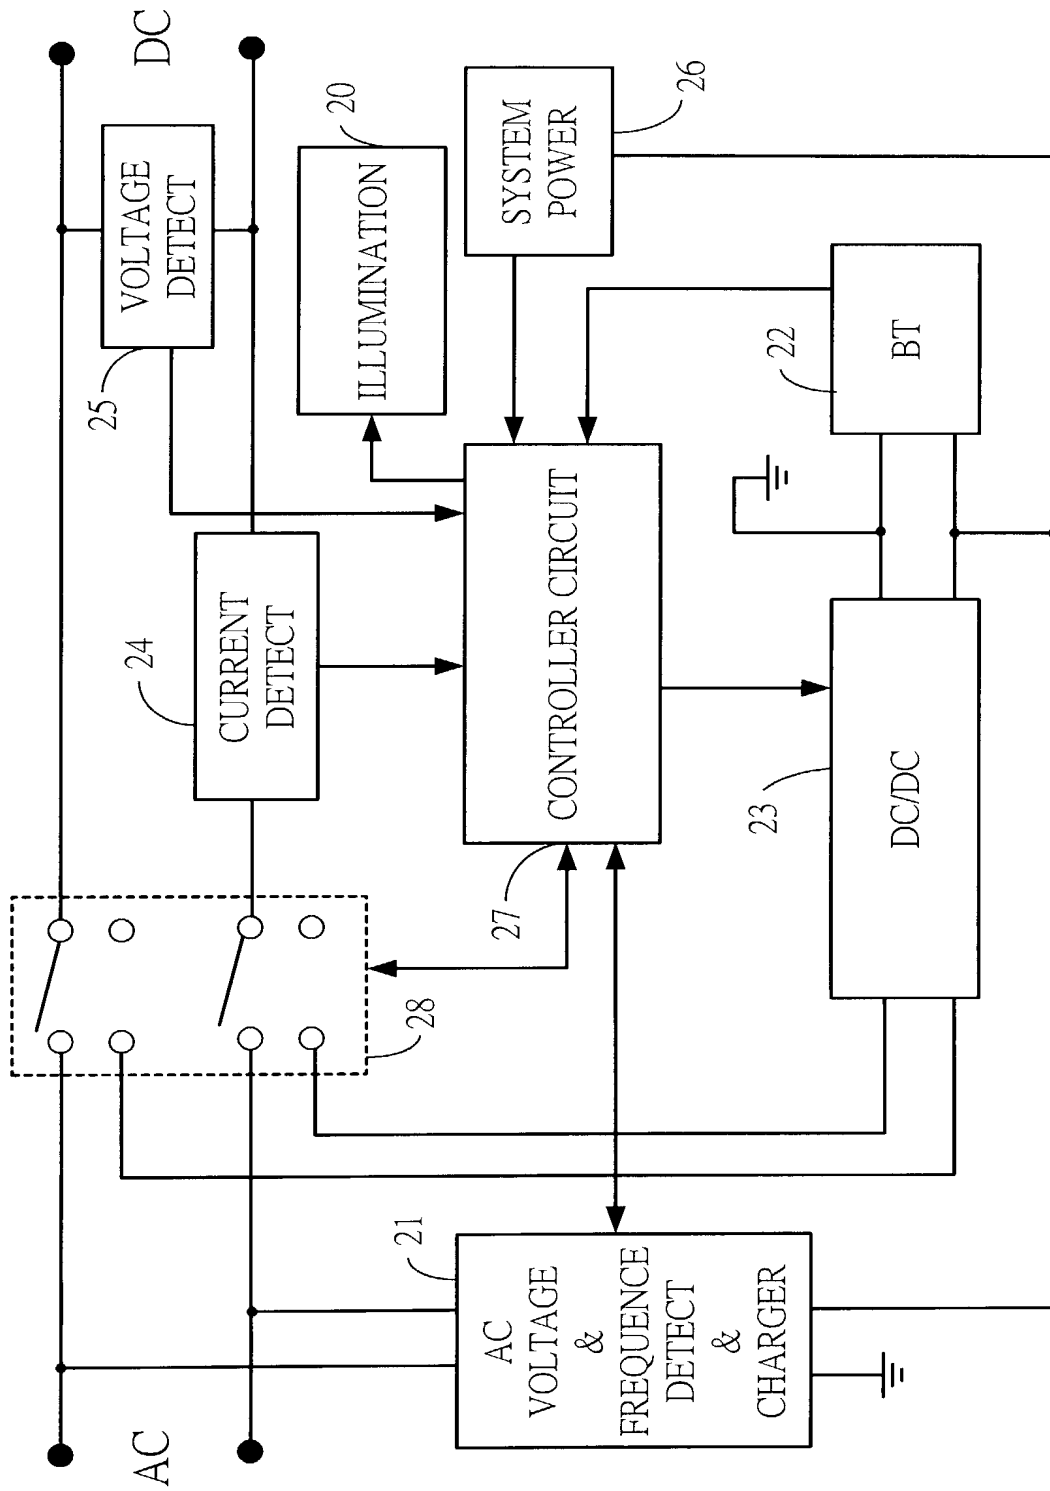 AC
DC
28
24
CURRENT
DETECT
25
VOLTAGE
DETECT
20
ILLUMINATION
21
AC
VOLTAGE
&
FREQUENCE
DETECT
&
CHARGER
27
CONTROLLER CIRCUIT
26
SYSTEM
POWER
23
DC/DC
22
BT